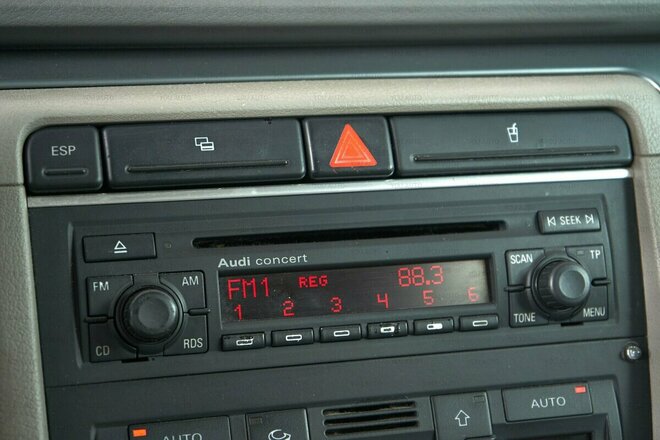 ESP
SEEK
Audi concert
FM AM
SCAN TP
FM1 REG 88.3
1 2 3 4 5 6
CD RDS
TONE MENU
AUTO
AUTO